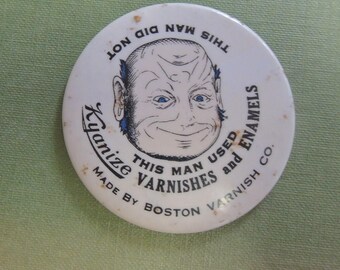 THIS MAN DID NOT
THIS MAN USED
Kyanize
VARNISHES and ENAMELS
MADE BY BOSTON VARNISH CO.